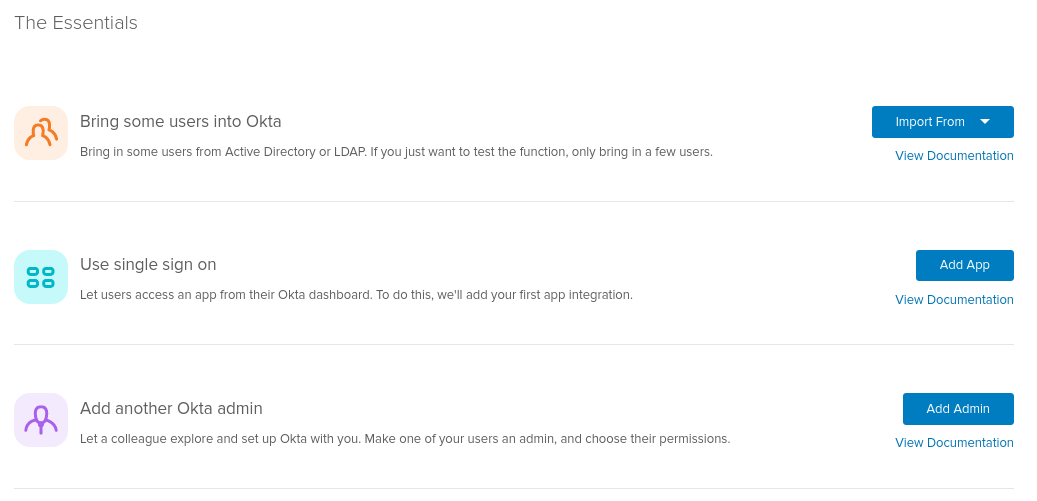 The Essentials
Bring some users into Okta
Import From
Bring in some users from Active Directory or LDAP. If you just want to test the function, only bring in a few users.
View Documentation
Use single sign on
Add App
Let users access an app from their Okta dashboard. To do this, we'll add your first app integration.
View Documentation
Add another Okta admin
Add Admin
Let a colleague explore and set up Okta with you. Make one of your users an admin, and choose their permissions.
View Documentation